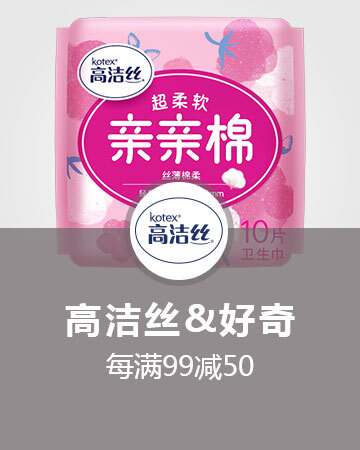 kotex
高洁丝
超柔软
亲亲棉
丝薄棉柔
kotex
高洁丝
10片
卫生巾
高洁丝&好奇
每满99减50